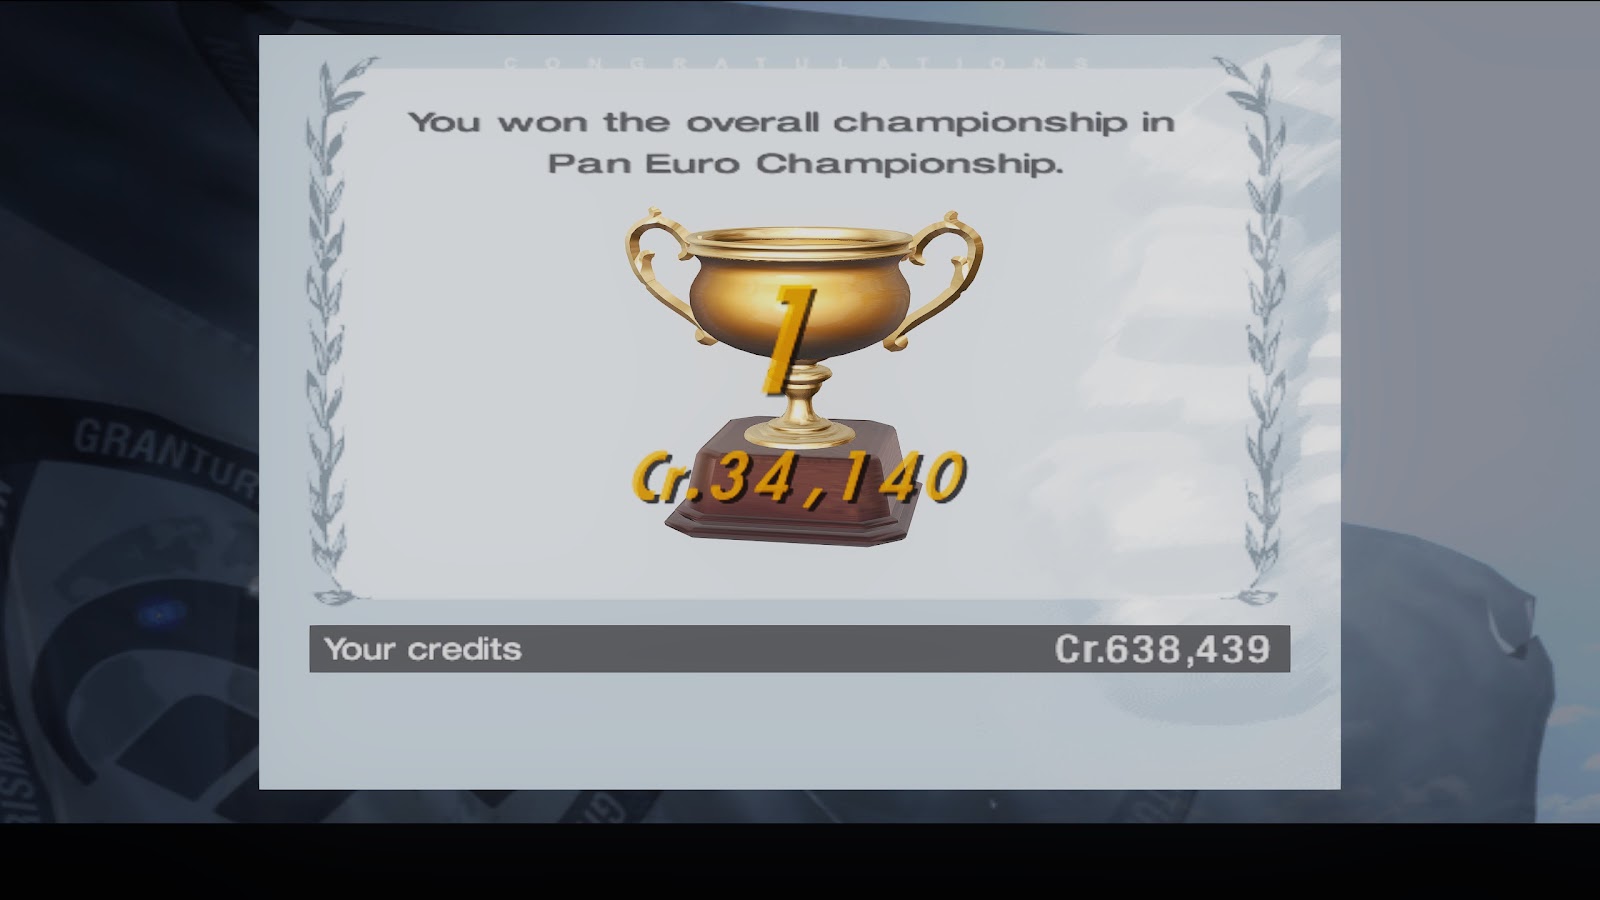 CONGRATULATIONS
You won the overall championship in
Pan Euro Championship.
1
Cr.34,140
GRANTUR
Your credits
Cr.638,439